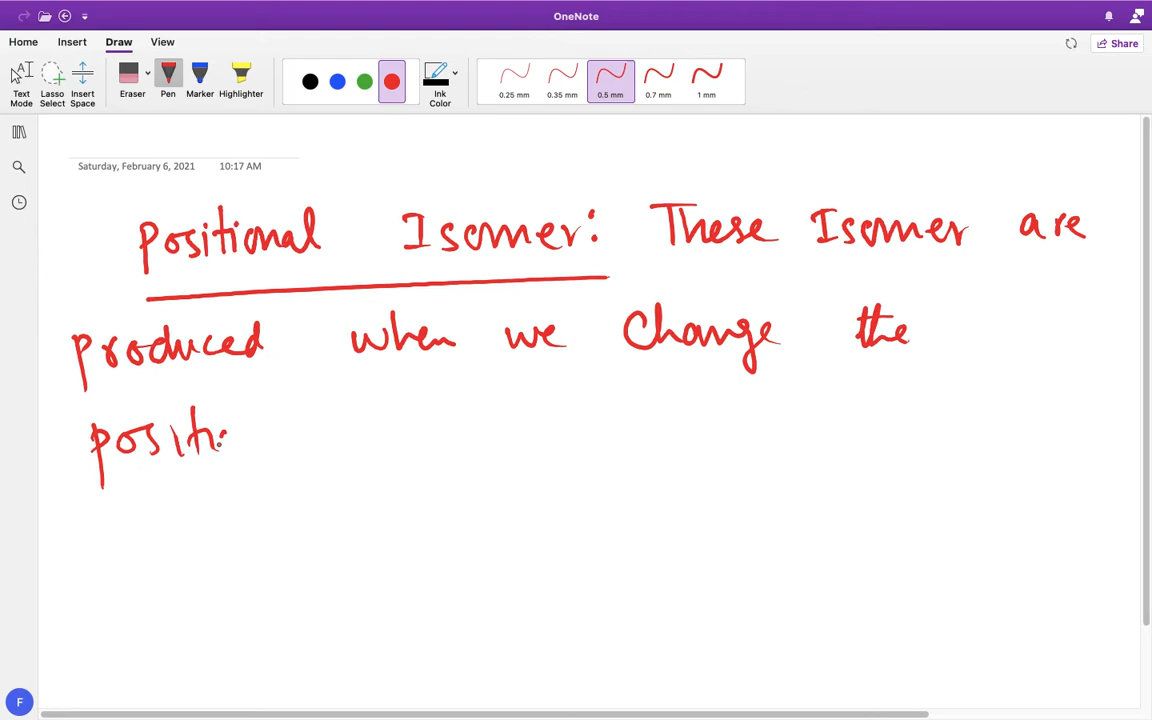 OneNote
Home Insert Draw View Share
Text Mode Lasso Select Insert Space Eraser Pen Marker Highlighter Ink Color 0.25 mm 0.35 mm 0.5 mm 0.7 mm 1 mm
Saturday, February 6, 2021 10:17 AM
Positional Isomer: These Isomer are
produced when we change the
positi
F